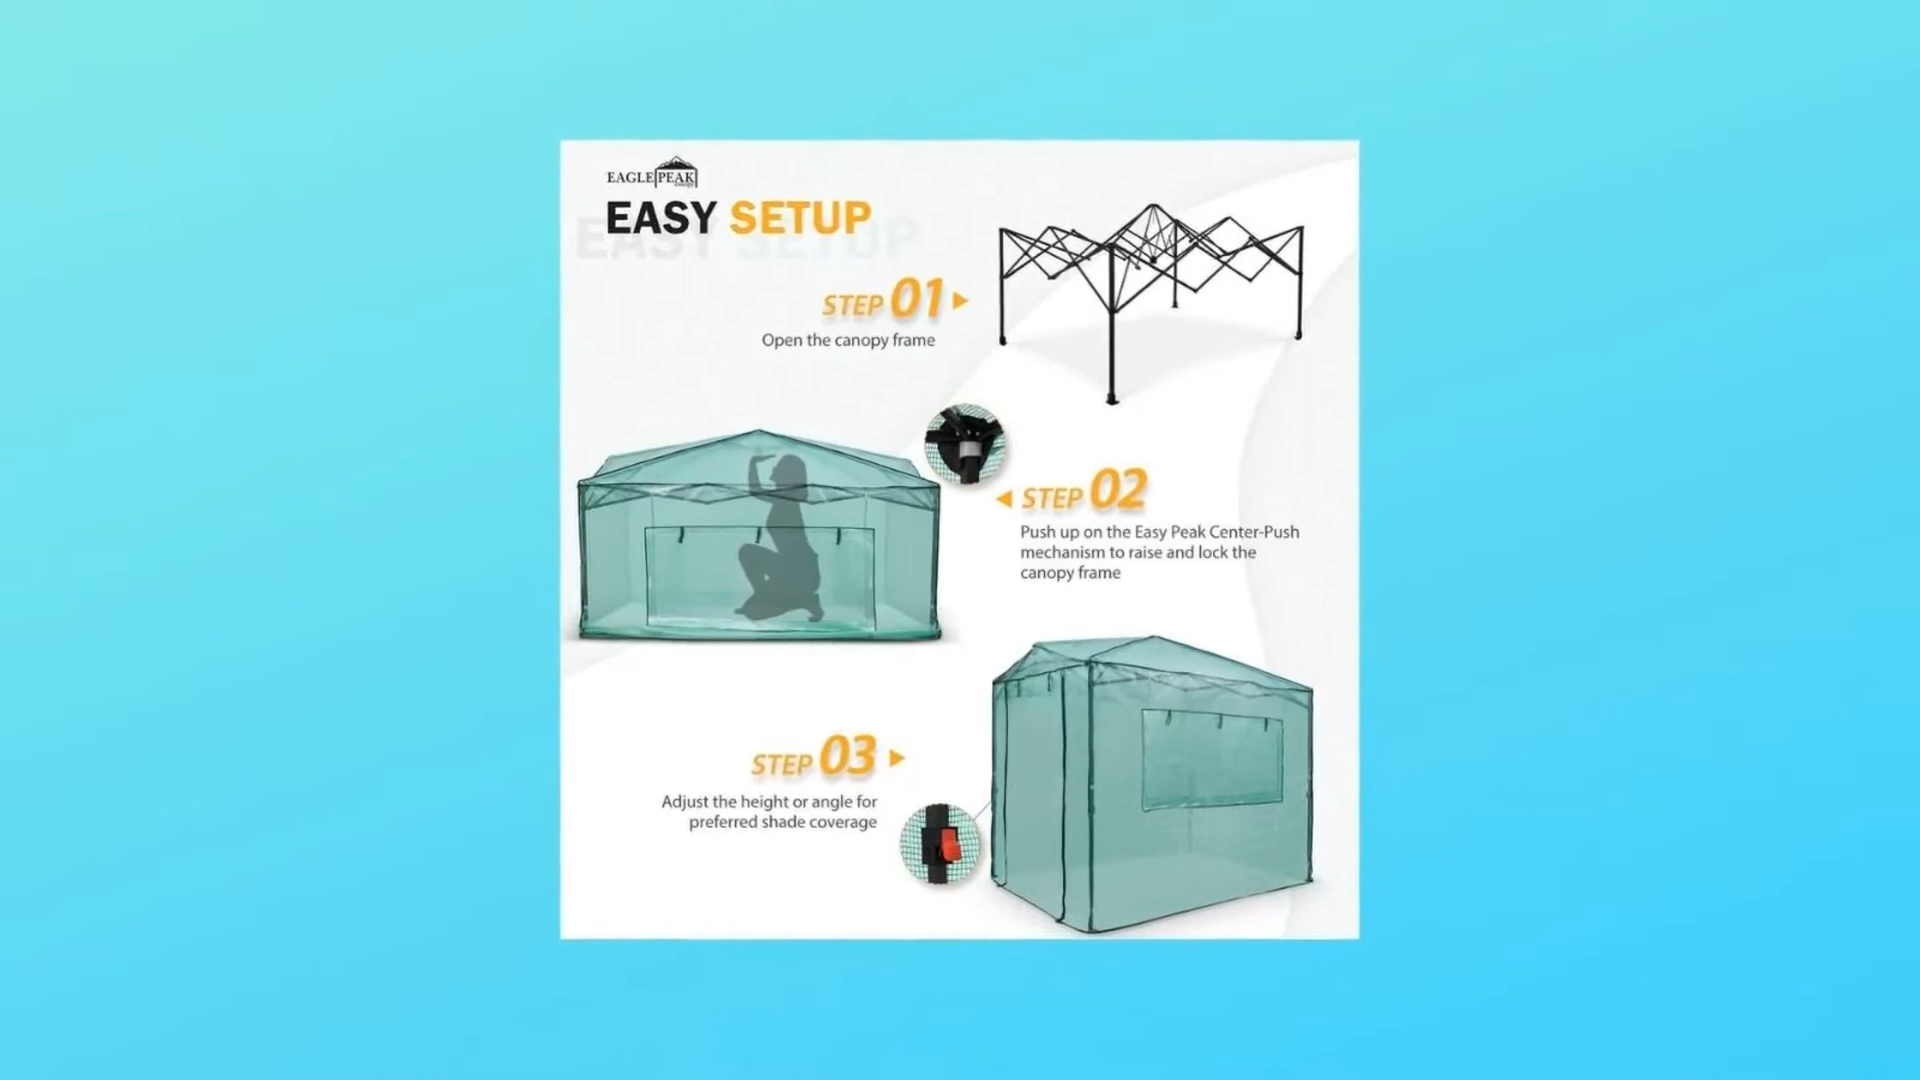 EAGLE PEAK
EASY SETUP
STEP 01
Open the canopy frame
STEP 02
Push up on the Easy Peak Center-Push
mechanism to raise and lock the
canopy frame
STEP 03
Adjust the height or angle for
preferred shade coverage